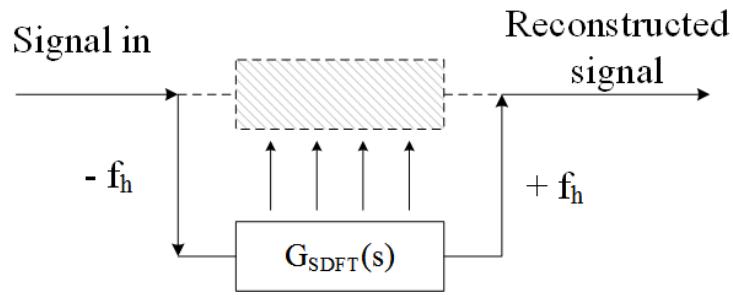 Signal in
Reconstructed
signal
- fh
+ fh
GSDFT(s)